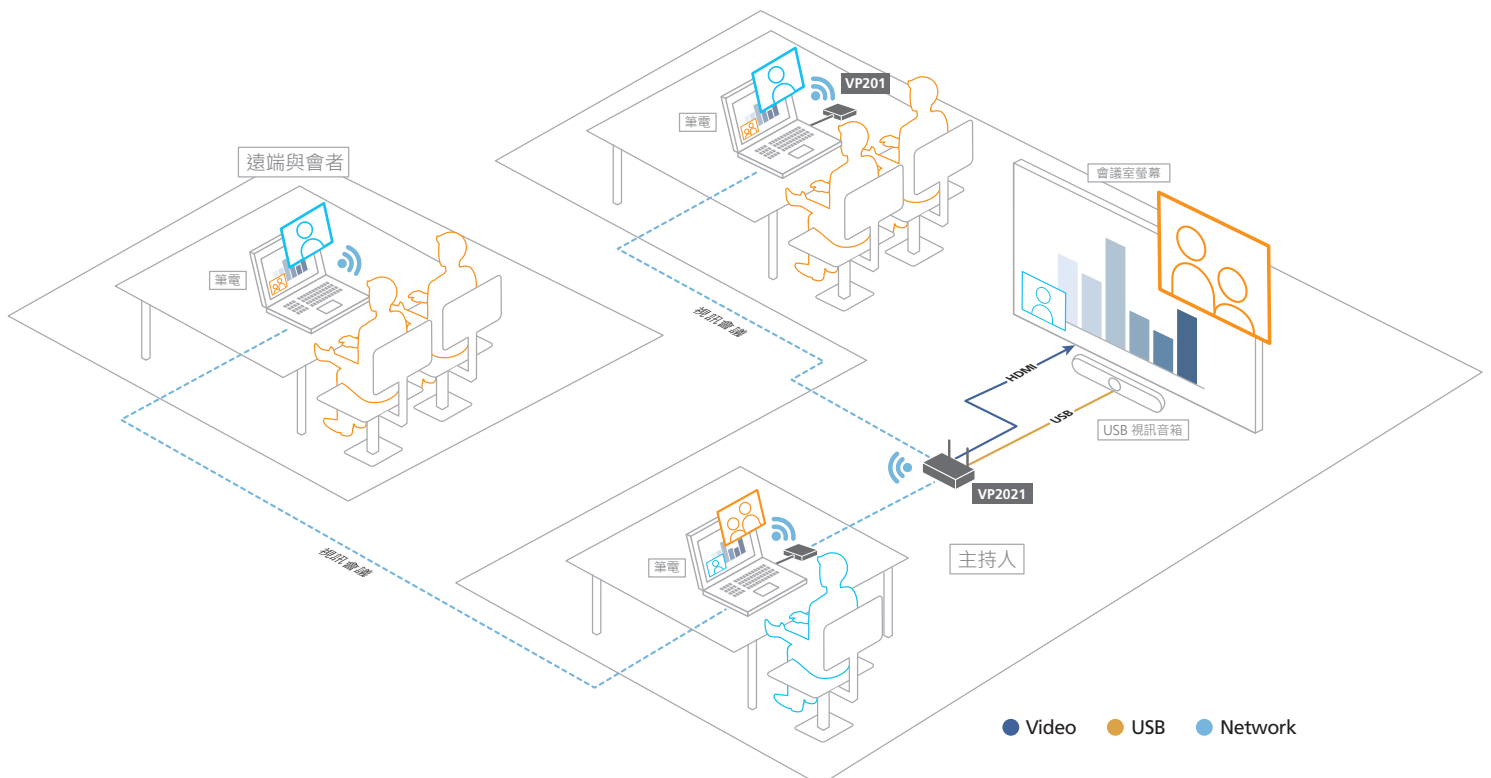 VP201
筆電
遠端與會者
會議室螢幕
筆電
視訊會議
HDMI
USB
USB 視訊音箱
VP2021
視訊會議
筆電
主持人
Video
USB
Network